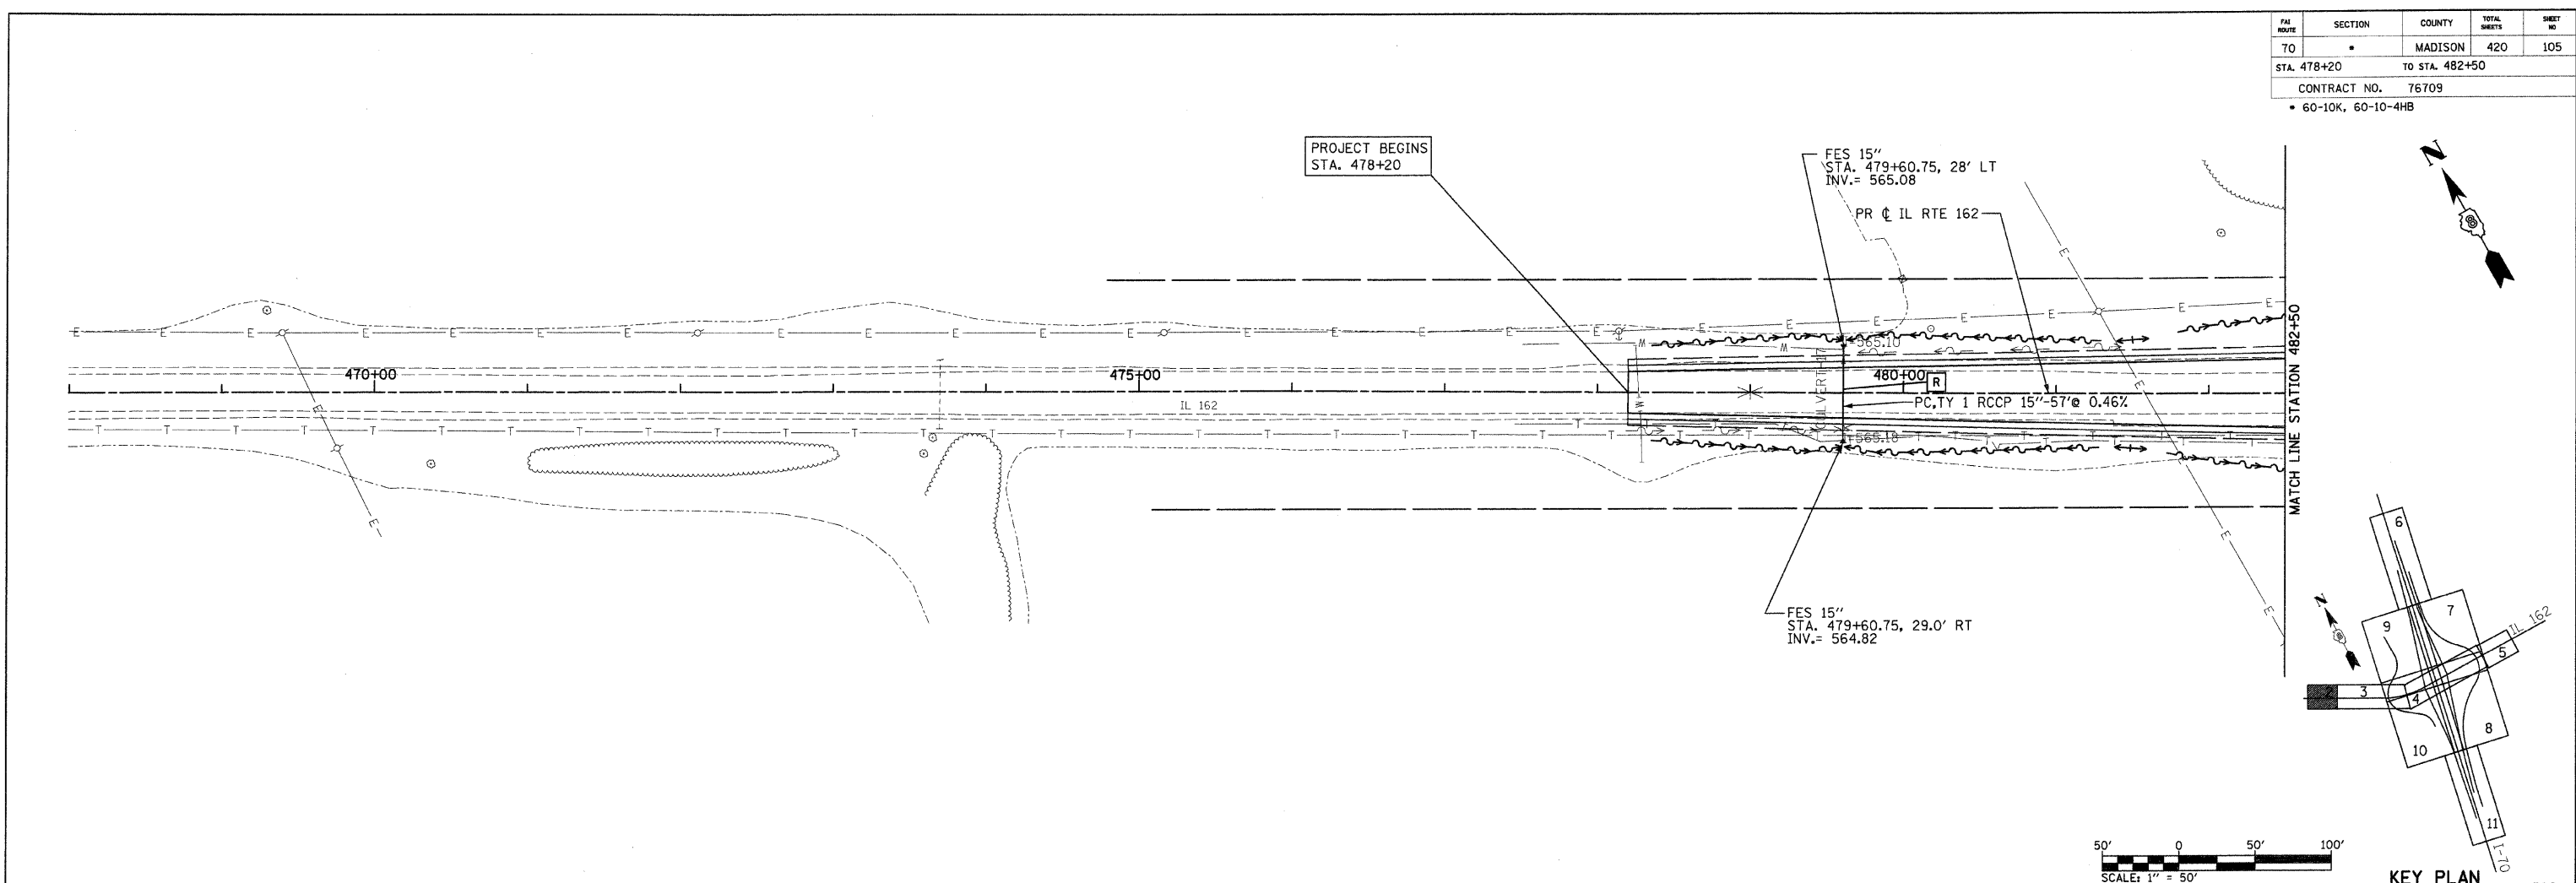 FAI ROUTE SECTION COUNTY TOTAL SHEETS SHEET NO
70 * MADISON 420 105
STA. 478+20 TO STA. 482+50
CONTRACT NO. 76709
* 60-10K, 60-10-4HB
PROJECT BEGINS
STA. 478+20
FES 15"
STA. 479+60.75, 28' LT
INV.= 565.08
PR ℄ IL RTE 162
N
8
E E E E E E E E E E E E E E E E E E E E E E E
W W
565.10
CULVERT-17
470+00
475+00
480+00
R
IL 162
W
PC,TY 1 RCCP 15"-57'@ 0.46%
T T T T T T T T T T T T T T T T T T T T T T T T T T T T T T T T
565.18
MATCH LINE STATION 482+50
E
E
E
E
E
E
E
FES 15"
STA. 479+60.75, 29.0' RT
INV.= 564.82
N
8
6
7
9
IL 162
5
2
3
4
8
10
11
I-70
50' 0 50' 100'
SCALE: 1" = 50'
KEY PLAN